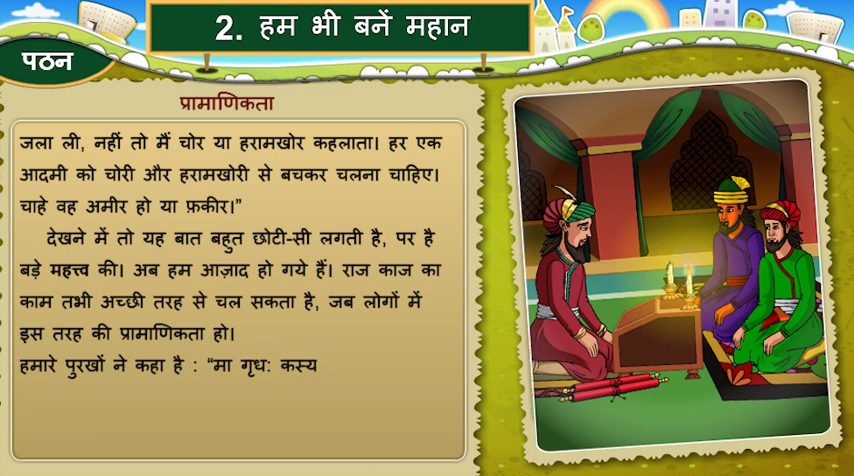 2. हम भी बनें महान
पठन
प्रामाणिकता
जला ली, नहीं तो मैं चोर या हरामखोर कहलाता। हर एक
आदमी को चोरी और हरामखोरी से बचकर चलना चाहिए।
चाहे वह अमीर हो या फ़कीर।”
देखने में तो यह बात बहुत छोटी-सी लगती है, पर है
बड़े महत्त्व की। अब हम आज़ाद हो गये हैं। राज काज का
काम तभी अच्छी तरह से चल सकता है, जब लोगों में
इस तरह की प्रामाणिकता हो।
हमारे पुरखों ने कहा है : “मा गृध: कस्य